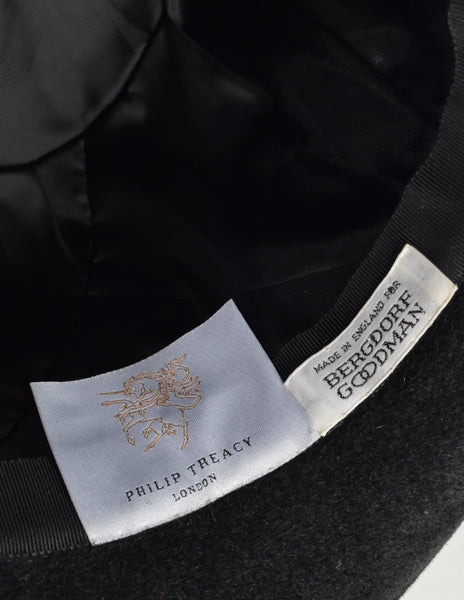 PHILIP TREACY
LONDON
MADE IN ENGLAND FOR
BERGDORF
GOODMAN